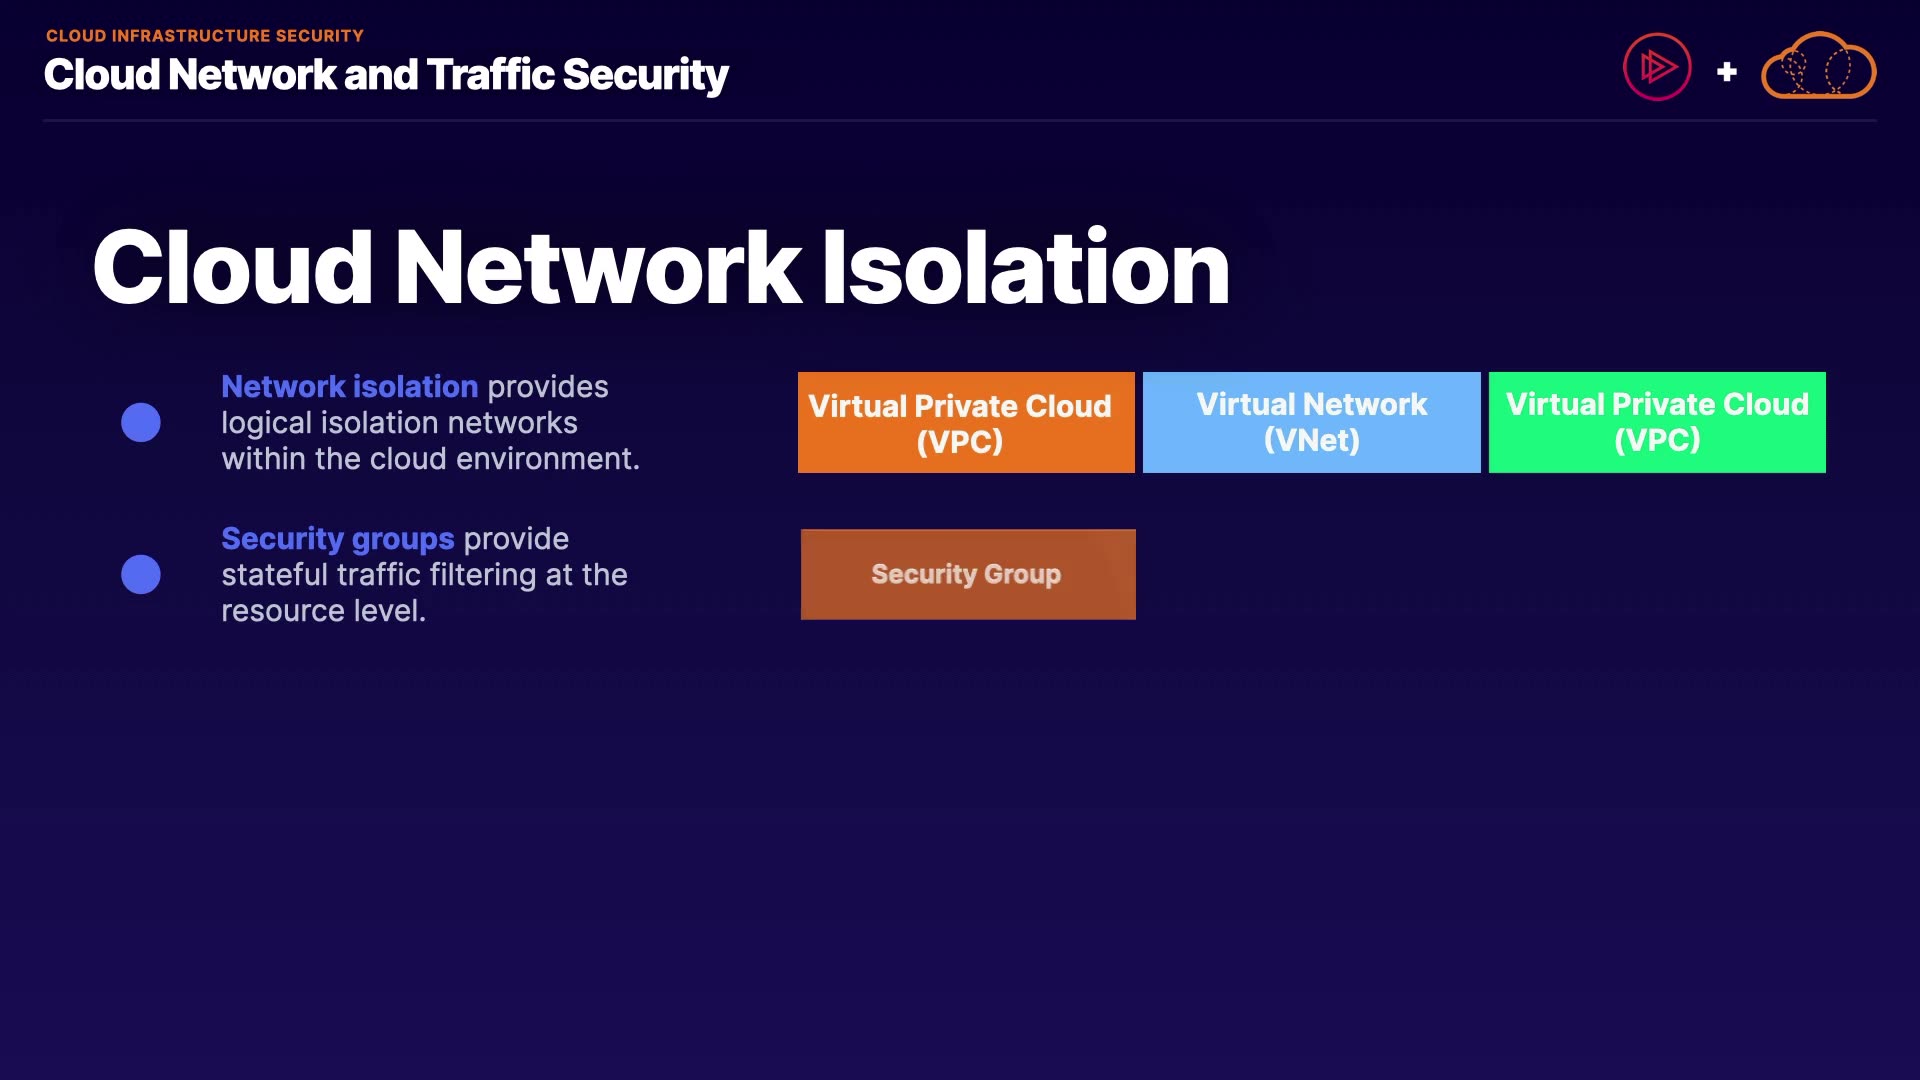 CLOUD INFRASTRUCTURE SECURITY
Cloud Network and Traffic Security
+
Cloud Network Isolation
Network isolation provides
logical isolation networks
within the cloud environment.
Virtual Private Cloud
(VPC)
Virtual Network
(VNet)
Virtual Private Cloud
(VPC)
Security groups provide
stateful traffic filtering at the
resource level.
Security Group